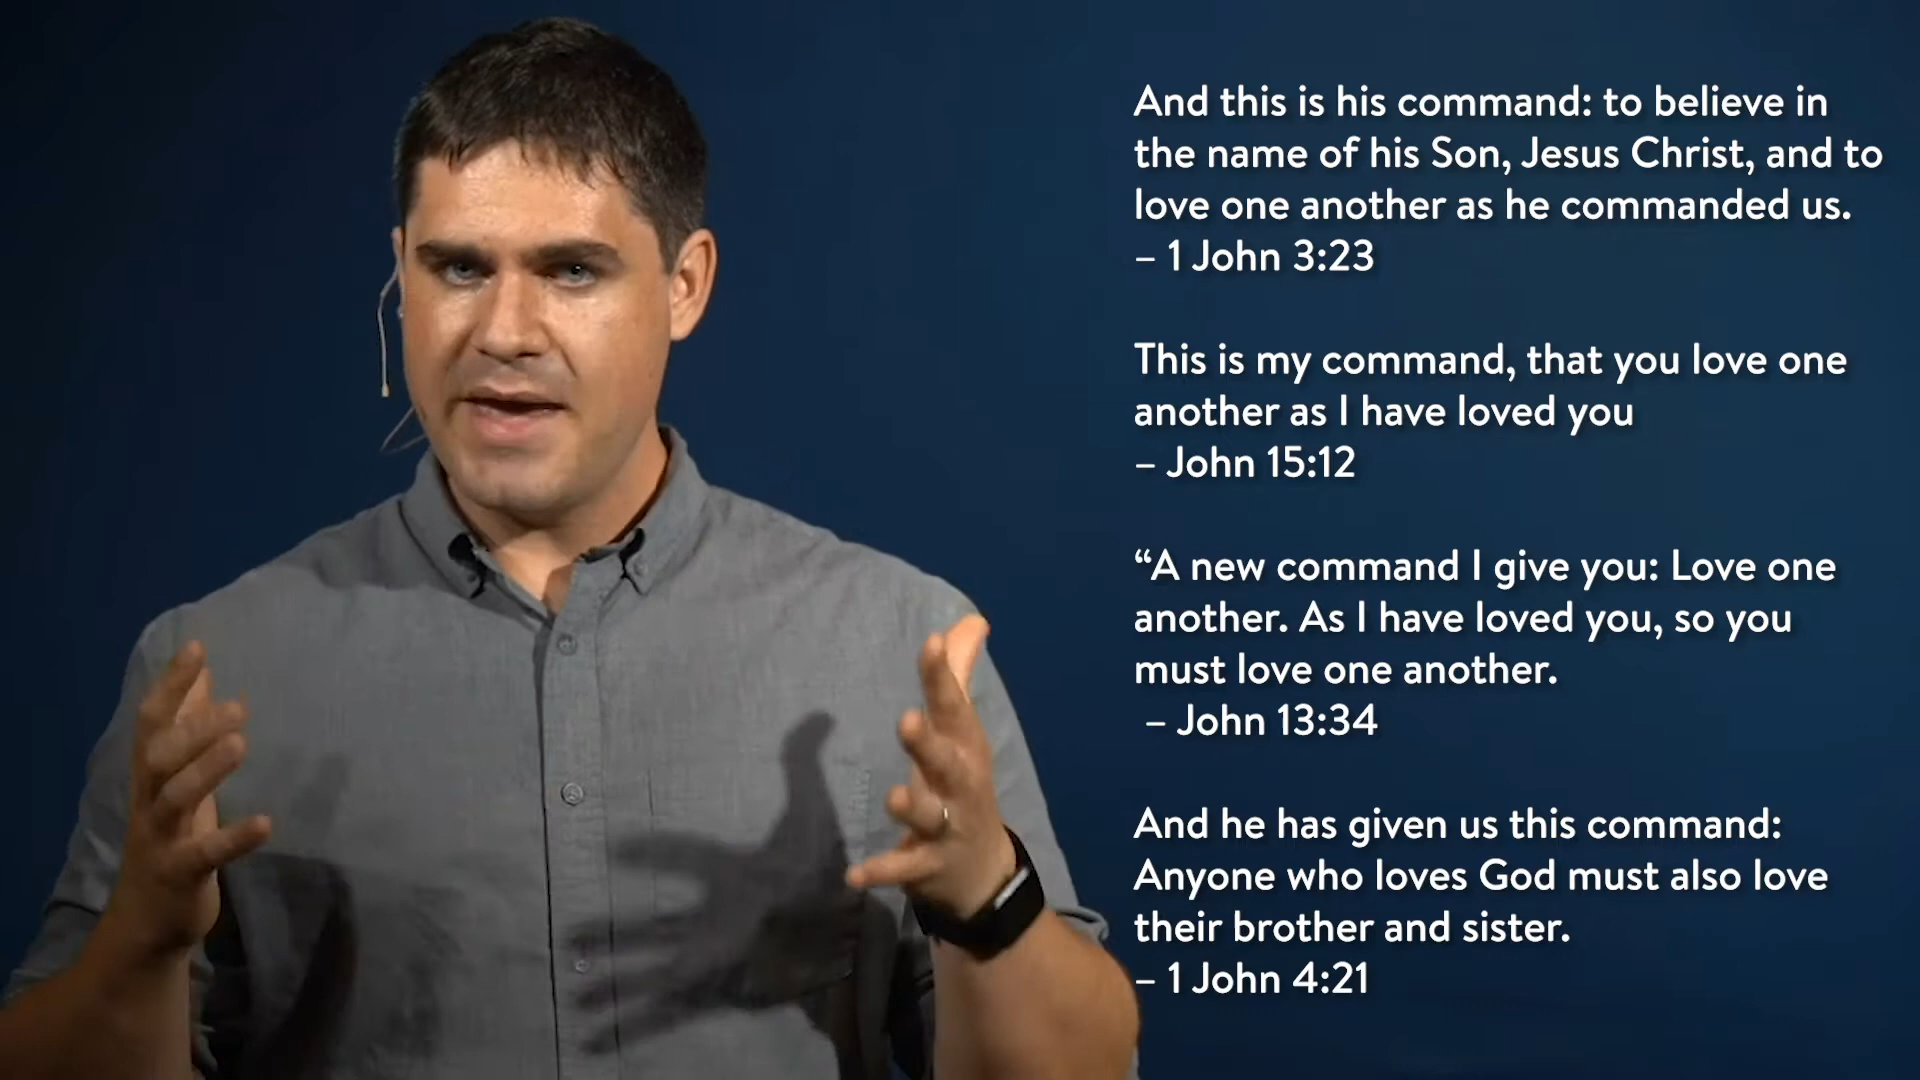 And this is his command: to believe in
the name of his Son, Jesus Christ, and to
love one another as he commanded us.
– 1 John 3:23
This is my command, that you love one
another as I have loved you
– John 15:12
“A new command I give you: Love one
another. As I have loved you, so you
must love one another.
– John 13:34
And he has given us this command:
Anyone who loves God must also love
their brother and sister.
– 1 John 4:21